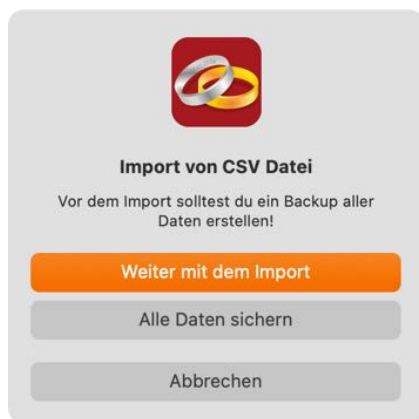 Import von CSV Datei
Vor dem Import solltest du ein Backup aller
Daten erstellen!
Weiter mit dem Import
Alle Daten sichern
Abbrechen